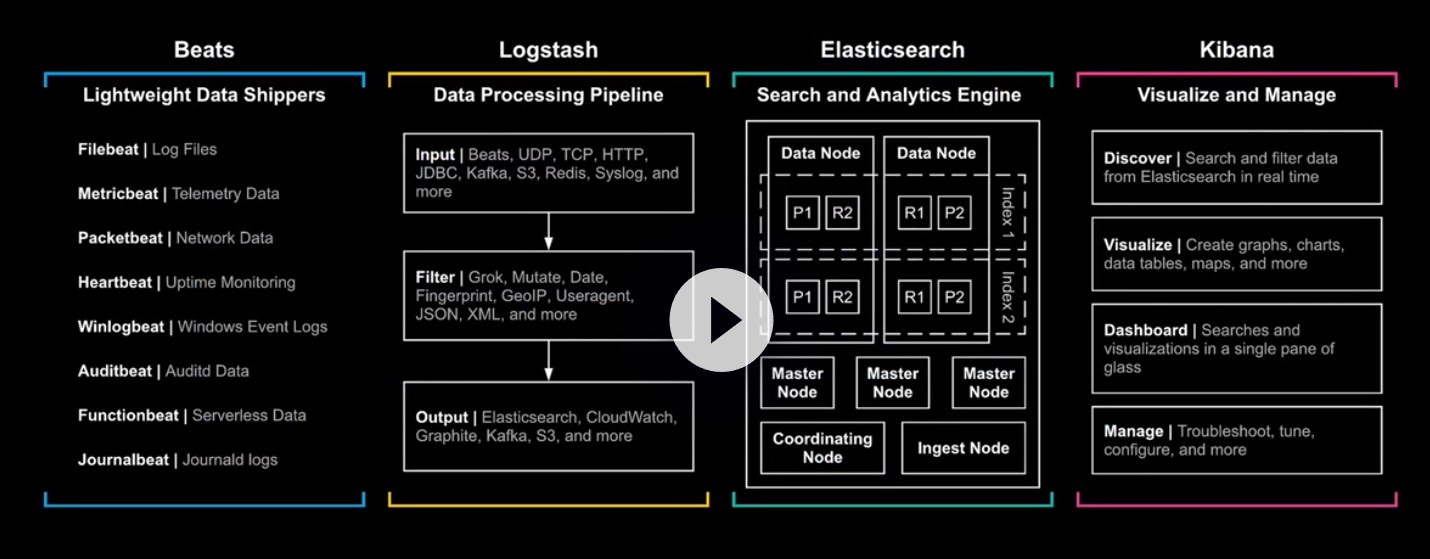 Beats
Lightweight Data Shippers
Filebeat | Log Files
Metricbeat | Telemetry Data
Packetbeat | Network Data
Heartbeat | Uptime Monitoring
Winlogbeat | Windows Event Logs
Auditbeat | Auditd Data
Functionbeat | Serverless Data
Journalbeat | Journald logs
Logstash
Data Processing Pipeline
Input | Beats, UDP, TCP, HTTP,
JDBC, Kafka, S3, Redis, Syslog, and
more
Filter | Grok, Mutate, Date,
Fingerprint, GeoIP, Useragent,
JSON, XML, and more
Output | Elasticsearch, CloudWatch,
Graphite, Kafka, S3, and more
Elasticsearch
Search and Analytics Engine
Data Node
Data Node
P1 R2 R1 P2
Index 1
P1 R2 R1 P2
Index 2
Master
Node
Master
Node
Master
Node
Coordinating
Node
Ingest Node
Kibana
Visualize and Manage
Discover | Search and filter data
from Elasticsearch in real time
Visualize | Create graphs, charts,
data tables, maps, and more
Dashboard | Searches and
visualizations in a single pane of
glass
Manage | Troubleshoot, tune,
configure, and more